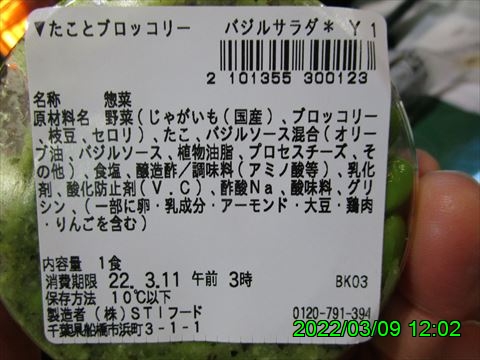 ▼たことブロッコリー　バジルサラダ＊ Y1
2 101355 300123
名称　惣菜
原材料名　野菜（じゃがいも（国産）、ブロッコリー
、枝豆、セロリ）、たこ、バジルソース混合（オリー
ブ油、バジルソース、植物油脂、プロセスチーズ、そ
の他）、食塩、醸造酢／調味料（アミノ酸等）、乳化
剤、酸化防止剤（V．C）、酢酸Na、酸味料、グリ
シン、（一部に卵・乳成分・アーモンド・大豆・鶏肉
・りんごを含む）
内容量　1食
消費期限　22. 3.11 午前 3時
保存方法　10℃以下　BK03
製造者（株）STIフード　0120-791-394
千葉県船橋市浜町3-1-1
2022/03/09 12:02